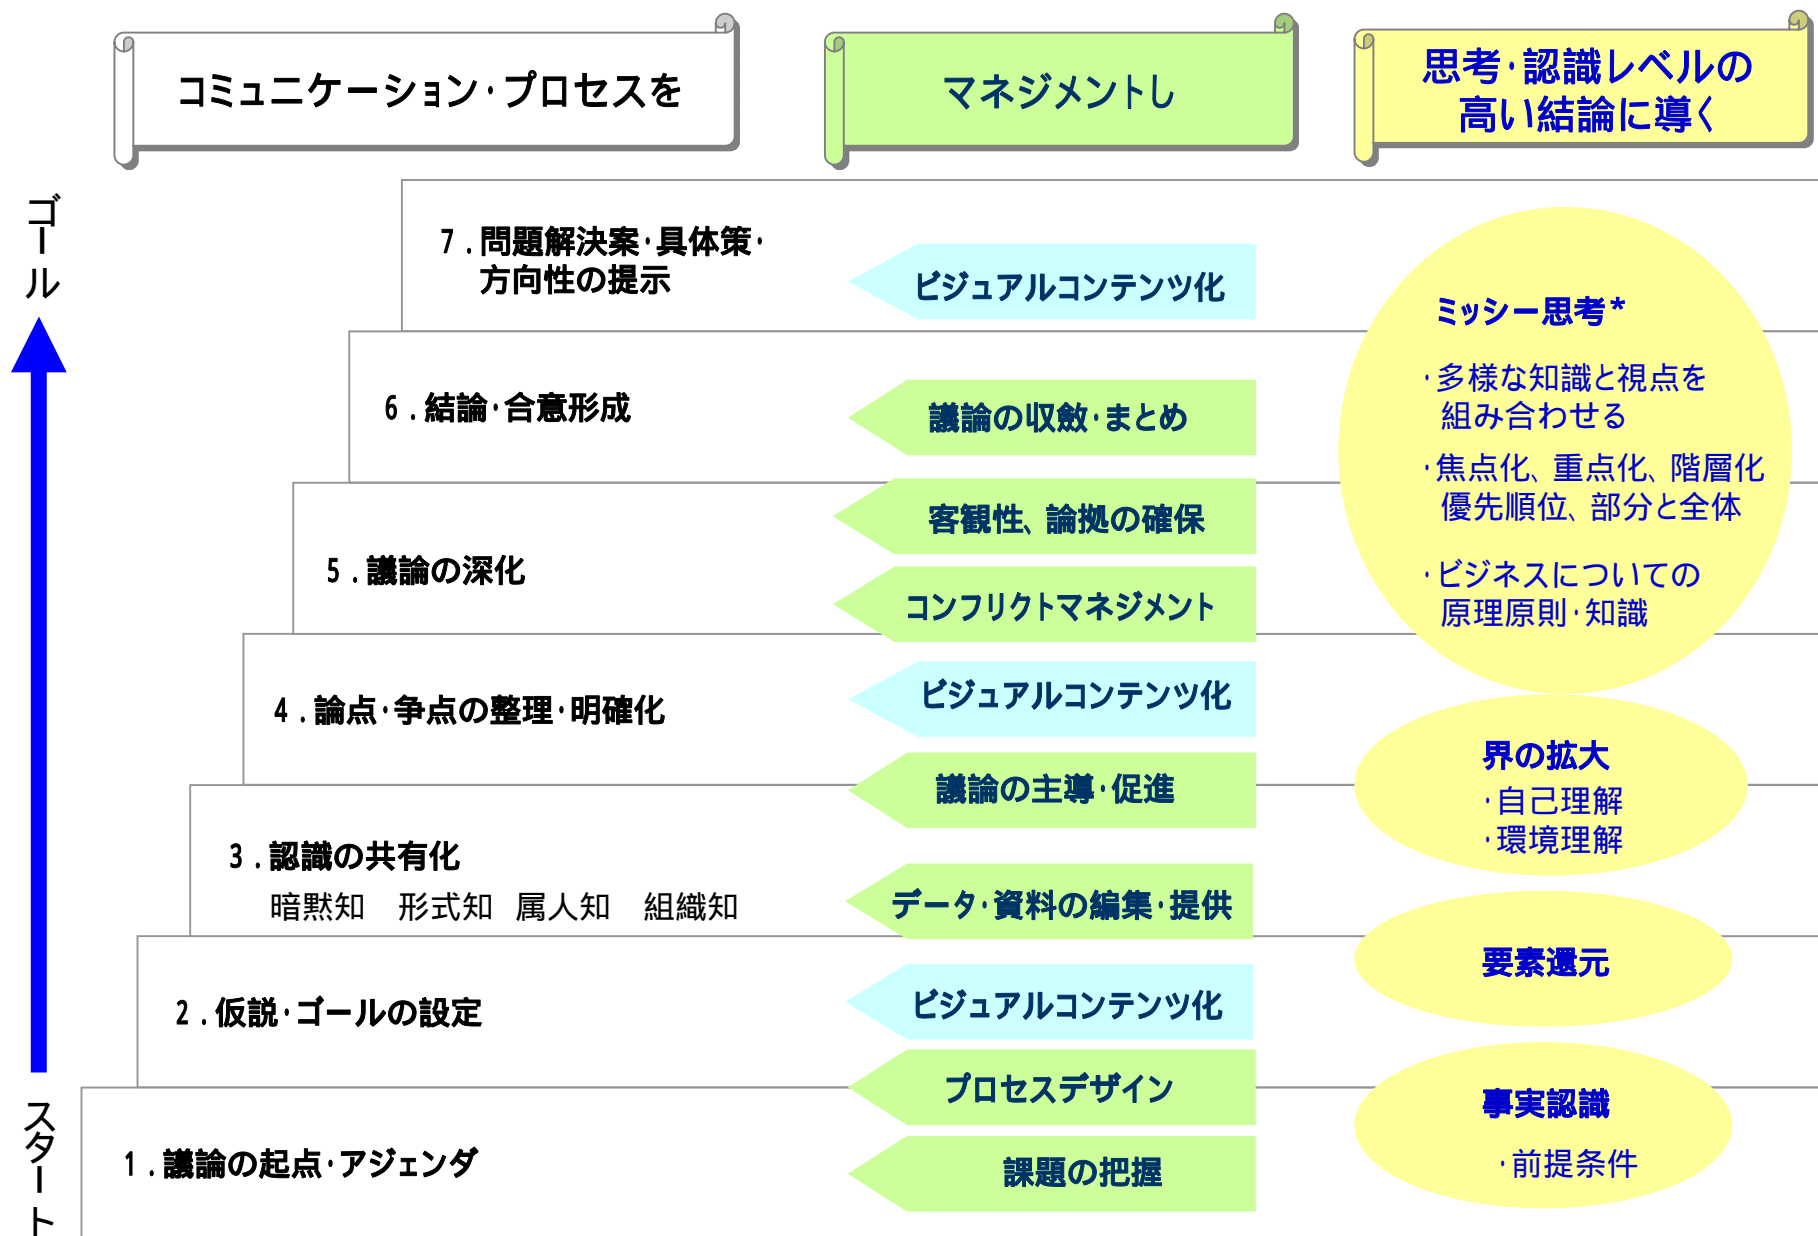 コミュニケーション・プロセスを
マネジメントし
思考・認識レベルの
高い結論に導く
ゴール
7．問題解決案・具体策・
方向性の提示
ビジュアルコンテンツ化
ミッシー思考*
・多様な知識と視点を
組み合わせる
・焦点化、重点化、階層化
優先順位、部分と全体
・ビジネスについての
原理原則・知識
6．結論・合意形成
議論の収斂・まとめ
客観性、論拠の確保
5．議論の深化
コンフリクトマネジメント
4．論点・争点の整理・明確化
ビジュアルコンテンツ化
議論の主導・促進
界の拡大
・自己理解
・環境理解
3．認識の共有化
暗黙知　形式知　属人知　組織知
データ・資料の編集・提供
要素還元
2．仮説・ゴールの設定
ビジュアルコンテンツ化
プロセスデザイン
事実認識
・前提条件
1．議論の起点・アジェンダ
課題の把握
スタート